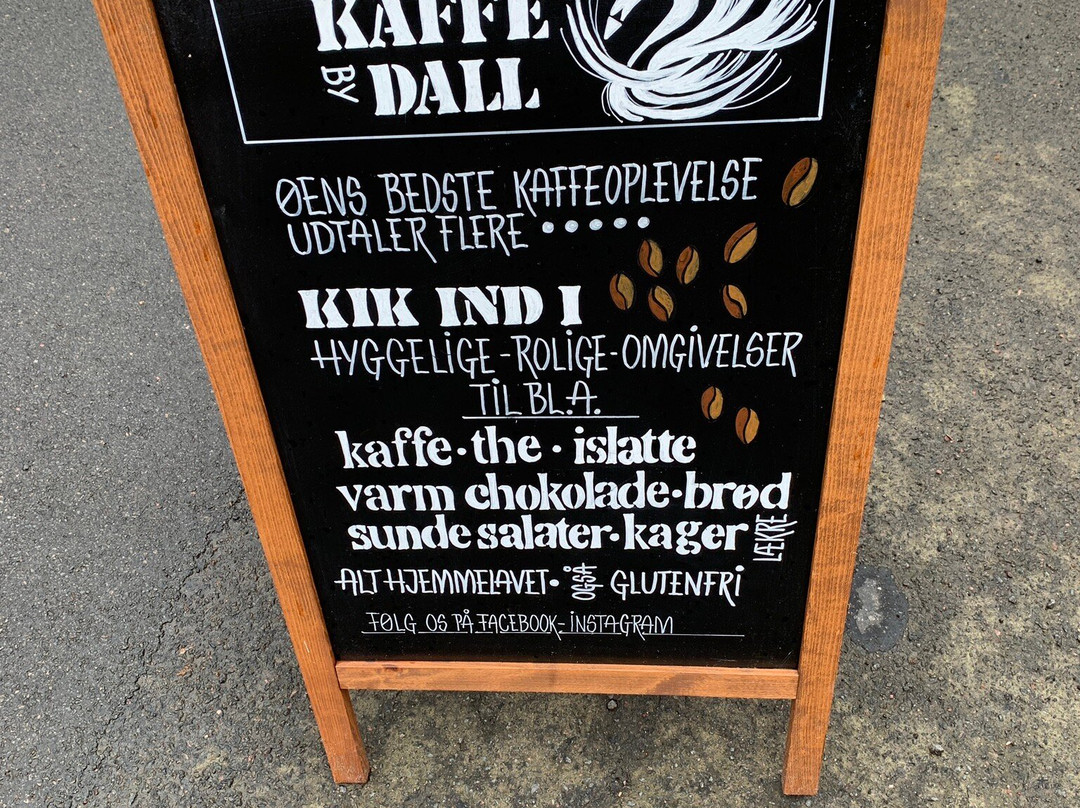 KAFFE
BY DALL
ØENS BEDSTE KAFFEOPLEVELSE
UDTALER FLERE •••••
KIK IND I
HYGGELIGE-ROLIGE-OMGIVELSER
TIL BL.A.
kaffe•the•islatte
varm chokolade•brød
sunde salater•kager LÆKRE
ALT HJEMMELAVET• OGSÅ GLUTENFRI
FØLG OS PÅ FACEBOOK-INSTAGRAM